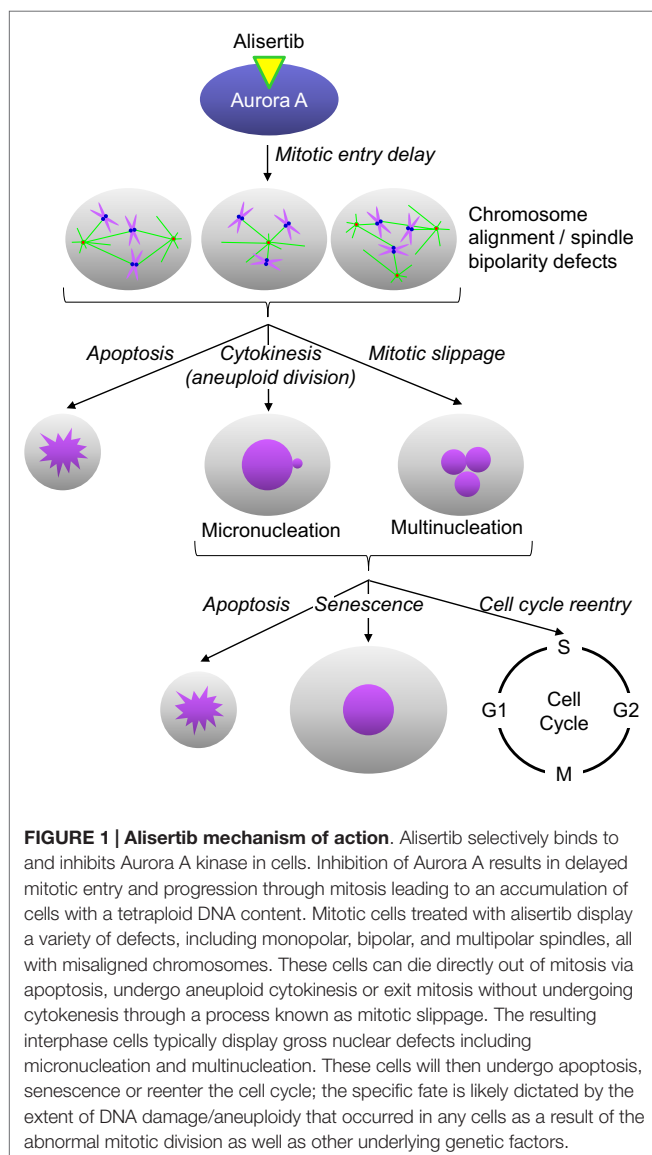 Alisertib
Aurora A
Mitotic entry delay
Chromosome
alignment / spindle
bipolarity defects
Apoptosis
Cytokinesis
(aneuploid division)
Mitotic slippage
Micronucleation
Multinucleation
Apoptosis
Senescence
Cell cycle reentry
S
G1
Cell
Cycle
G2
M
FIGURE 1 | Alisertib mechanism of action. Alisertib selectively binds to
and inhibits Aurora A kinase in cells. Inhibition of Aurora A results in delayed
mitotic entry and progression through mitosis leading to an accumulation of
cells with a tetraploid DNA content. Mitotic cells treated with alisertib display
a variety of defects, including monopolar, bipolar, and multipolar spindles, all
with misaligned chromosomes. These cells can die directly out of mitosis via
apoptosis, undergo aneuploid cytokinesis or exit mitosis without undergoing
cytokenesis through a process known as mitotic slippage. The resulting
interphase cells typically display gross nuclear defects including
micronucleation and multinucleation. These cells will then undergo apoptosis,
senescence or reenter the cell cycle; the specific fate is likely dictated by the
extent of DNA damage/aneuploidy that occurred in any cells as a result of the
abnormal mitotic division as well as other underlying genetic factors.